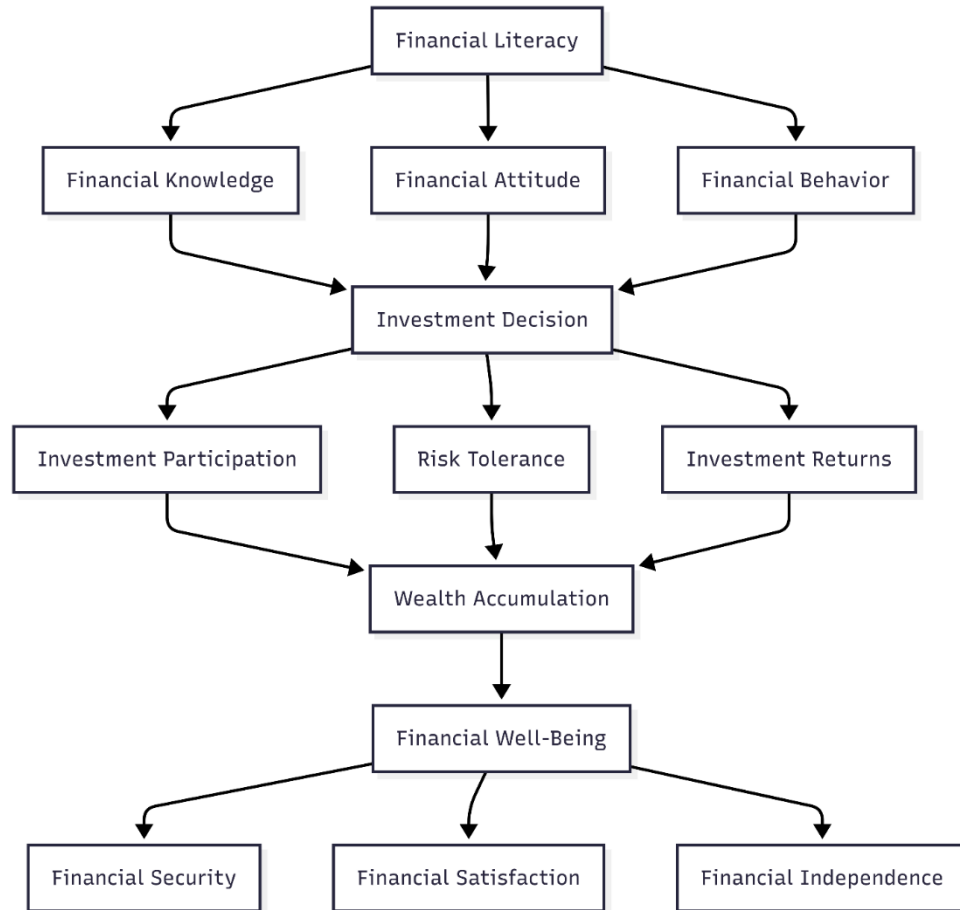 Financial Literacy
Financial Knowledge
Financial Attitude
Financial Behavior
Investment Decision
Investment Participation
Risk Tolerance
Investment Returns
Wealth Accumulation
Financial Well-Being
Financial Security
Financial Satisfaction
Financial Independence